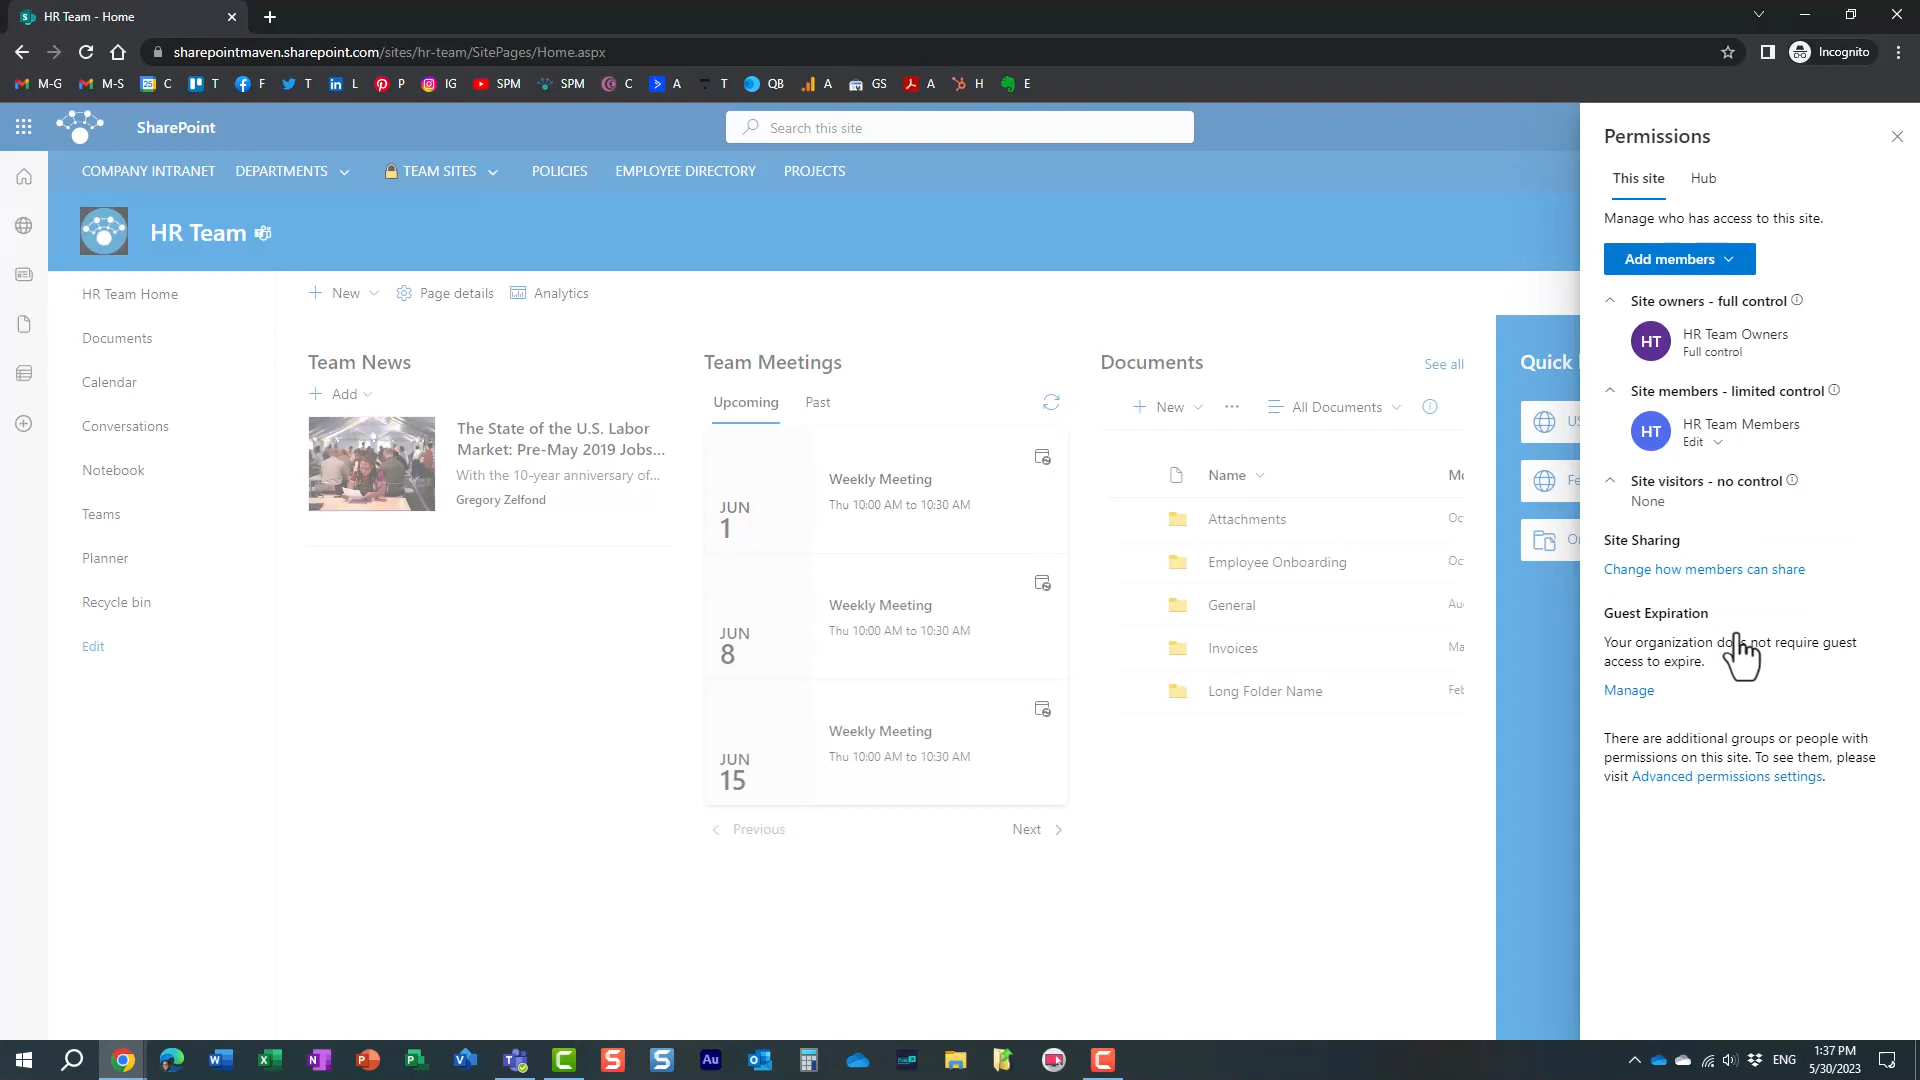 HR Team - Home
sharepointmaven.sharepoint.com/sites/hr-team/SitePages/Home.aspx
Incognito
M-G M-S C T F T L P IG SPM SPM C A T QB A GS A H E
SharePoint
Search this site
COMPANY INTRANET DEPARTMENTS TEAM SITES POLICIES EMPLOYEE DIRECTORY PROJECTS
HR Team
HR Team Home
Documents
Calendar
Conversations
Notebook
Teams
Planner
Recycle bin
Edit
New Page details Analytics
Team News
Add
The State of the U.S. Labor
Market: Pre-May 2019 Jobs...
With the 10-year anniversary of...
Gregory Zelfond
Team Meetings
Upcoming Past
JUN
1
Weekly Meeting
Thu 10:00 AM to 10:30 AM
JUN
8
Weekly Meeting
Thu 10:00 AM to 10:30 AM
JUN
15
Weekly Meeting
Thu 10:00 AM to 10:30 AM
Previous Next
Documents
See all
New All Documents
Name
Attachments
Employee Onboarding
General
Invoices
Long Folder Name
Quick
Permissions
This site Hub
Manage who has access to this site.
Add members
Site owners - full control
HT
HR Team Owners
Full control
Site members - limited control
HT
HR Team Members
Edit
Site visitors - no control
None
Site Sharing
Change how members can share
Guest Expiration
Your organization does not require guest
access to expire.
Manage
There are additional groups or people with
permissions on this site. To see them, please
visit Advanced permissions settings.
ENG
1:37 PM
5/30/2023